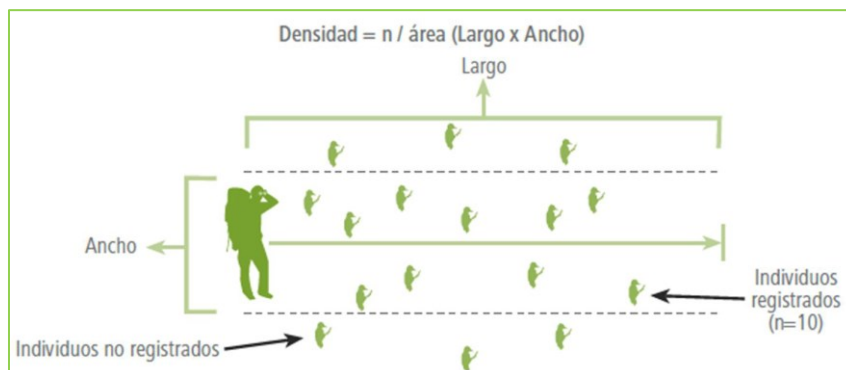 Densidad = n / área (Largo x Ancho)
Largo
Ancho
Individuos
registrados
(n=10)
Individuos no registrados